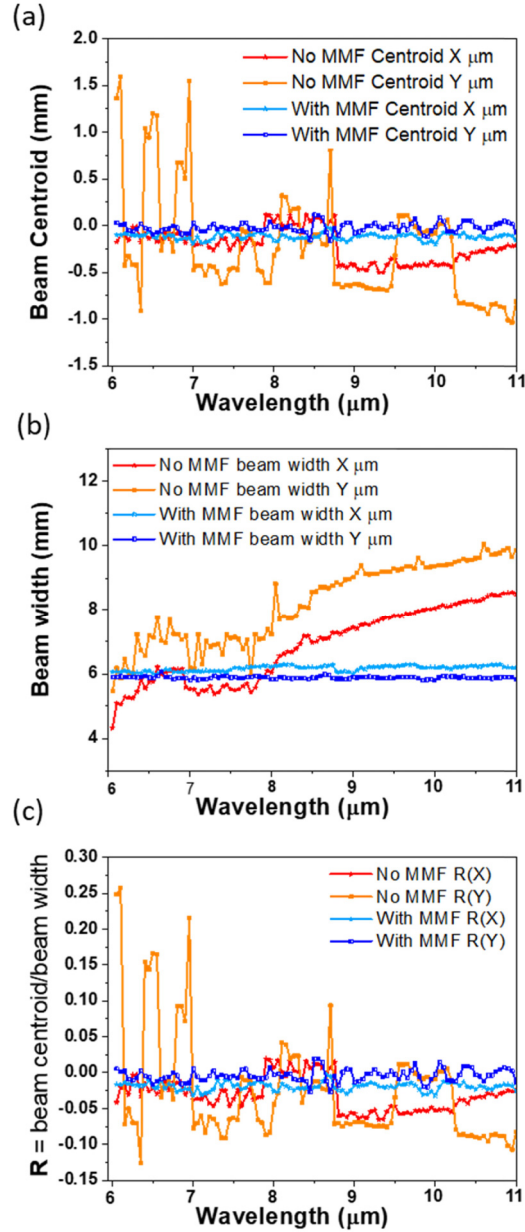 (a)
2.0
1.5
1.0
0.5
0.0
-0.5
-1.0
-1.5
Beam Centroid (mm)
No MMF Centroid X μm
No MMF Centroid Y μm
With MMF Centroid X μm
With MMF Centroid Y μm
6 7 8 9 10 11
Wavelength (μm)
(b)
12
10
8
6
4
Beam width (mm)
No MMF beam width X μm
No MMF beam width Y μm
With MMF beam width X μm
With MMF beam width Y μm
6 7 8 9 10 11
Wavelength (μm)
(c)
0.30
0.25
0.20
0.15
0.10
0.05
0.00
-0.05
-0.10
-0.15
R = beam centroid/beam width
No MMF R(X)
No MMF R(Y)
With MMF R(X)
With MMF R(Y)
6 7 8 9 10 11
Wavelength (μm)